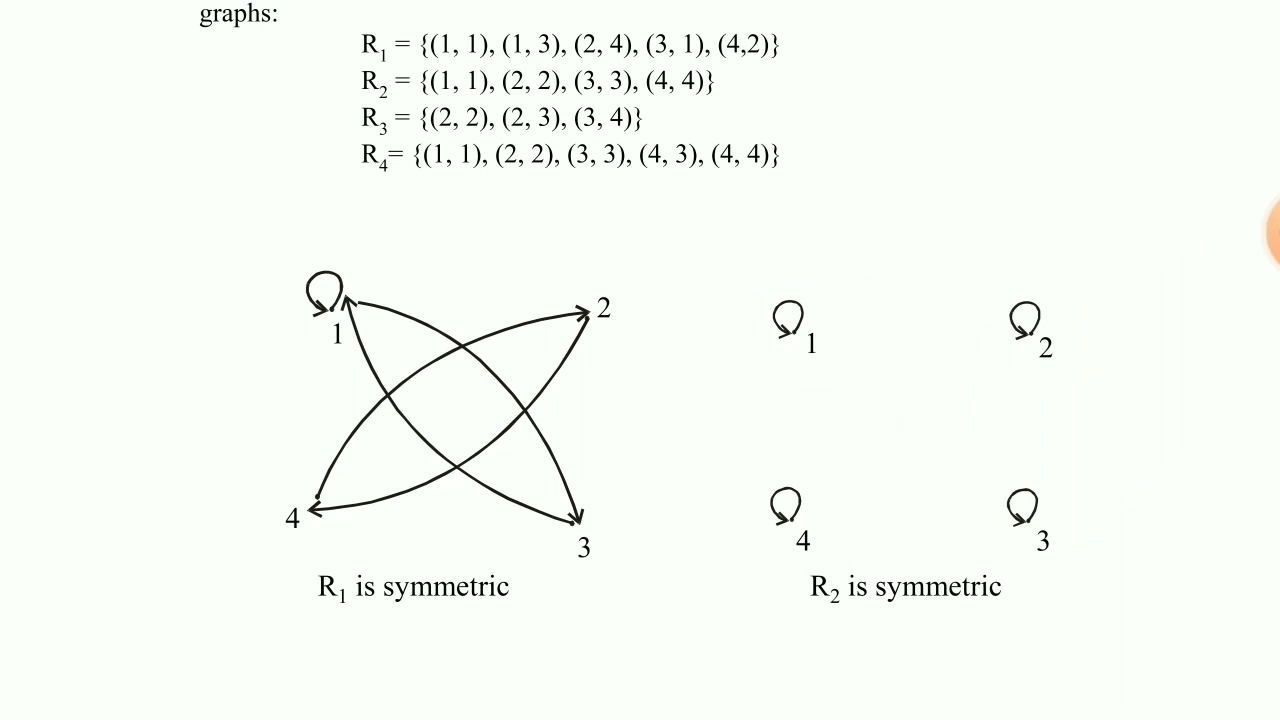 graphs:
R₁ = {(1, 1), (1, 3), (2, 4), (3, 1), (4,2)}
R₂ = {(1, 1), (2, 2), (3, 3), (4, 4)}
R₃ = {(2, 2), (2, 3), (3, 4)}
R₄= {(1, 1), (2, 2), (3, 3), (4, 3), (4, 4)}
1
2
4
3
R₁ is symmetric
1
2
4
3
R₂ is symmetric